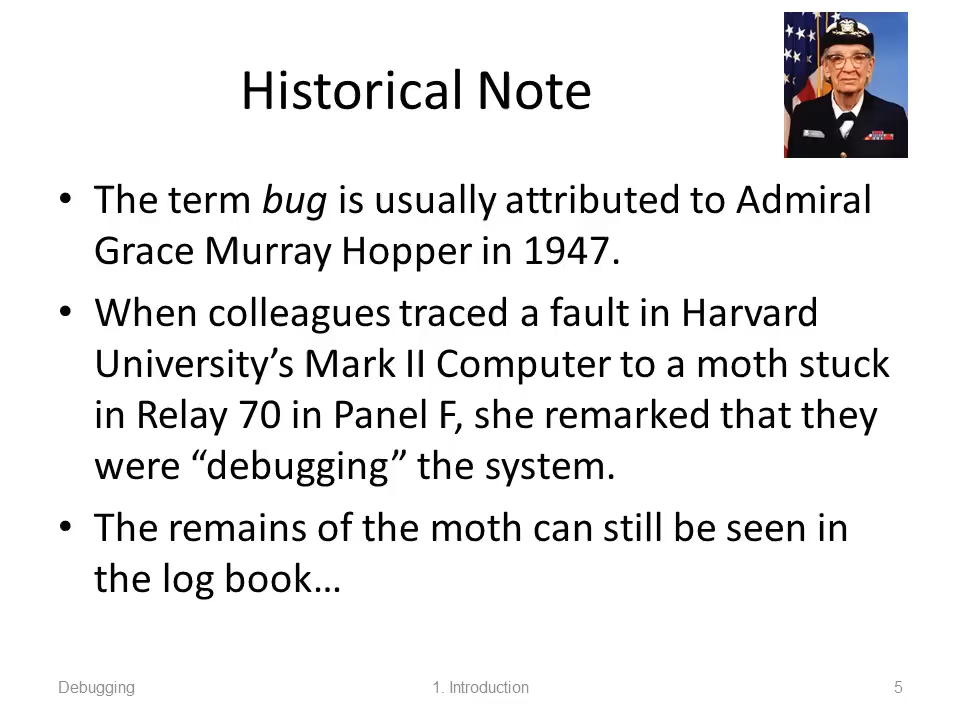 Historical Note
• The term bug is usually attributed to Admiral
Grace Murray Hopper in 1947.
• When colleagues traced a fault in Harvard
University’s Mark II Computer to a moth stuck
in Relay 70 in Panel F, she remarked that they
were “debugging” the system.
• The remains of the moth can still be seen in
the log book…
Debugging
1. Introduction
5